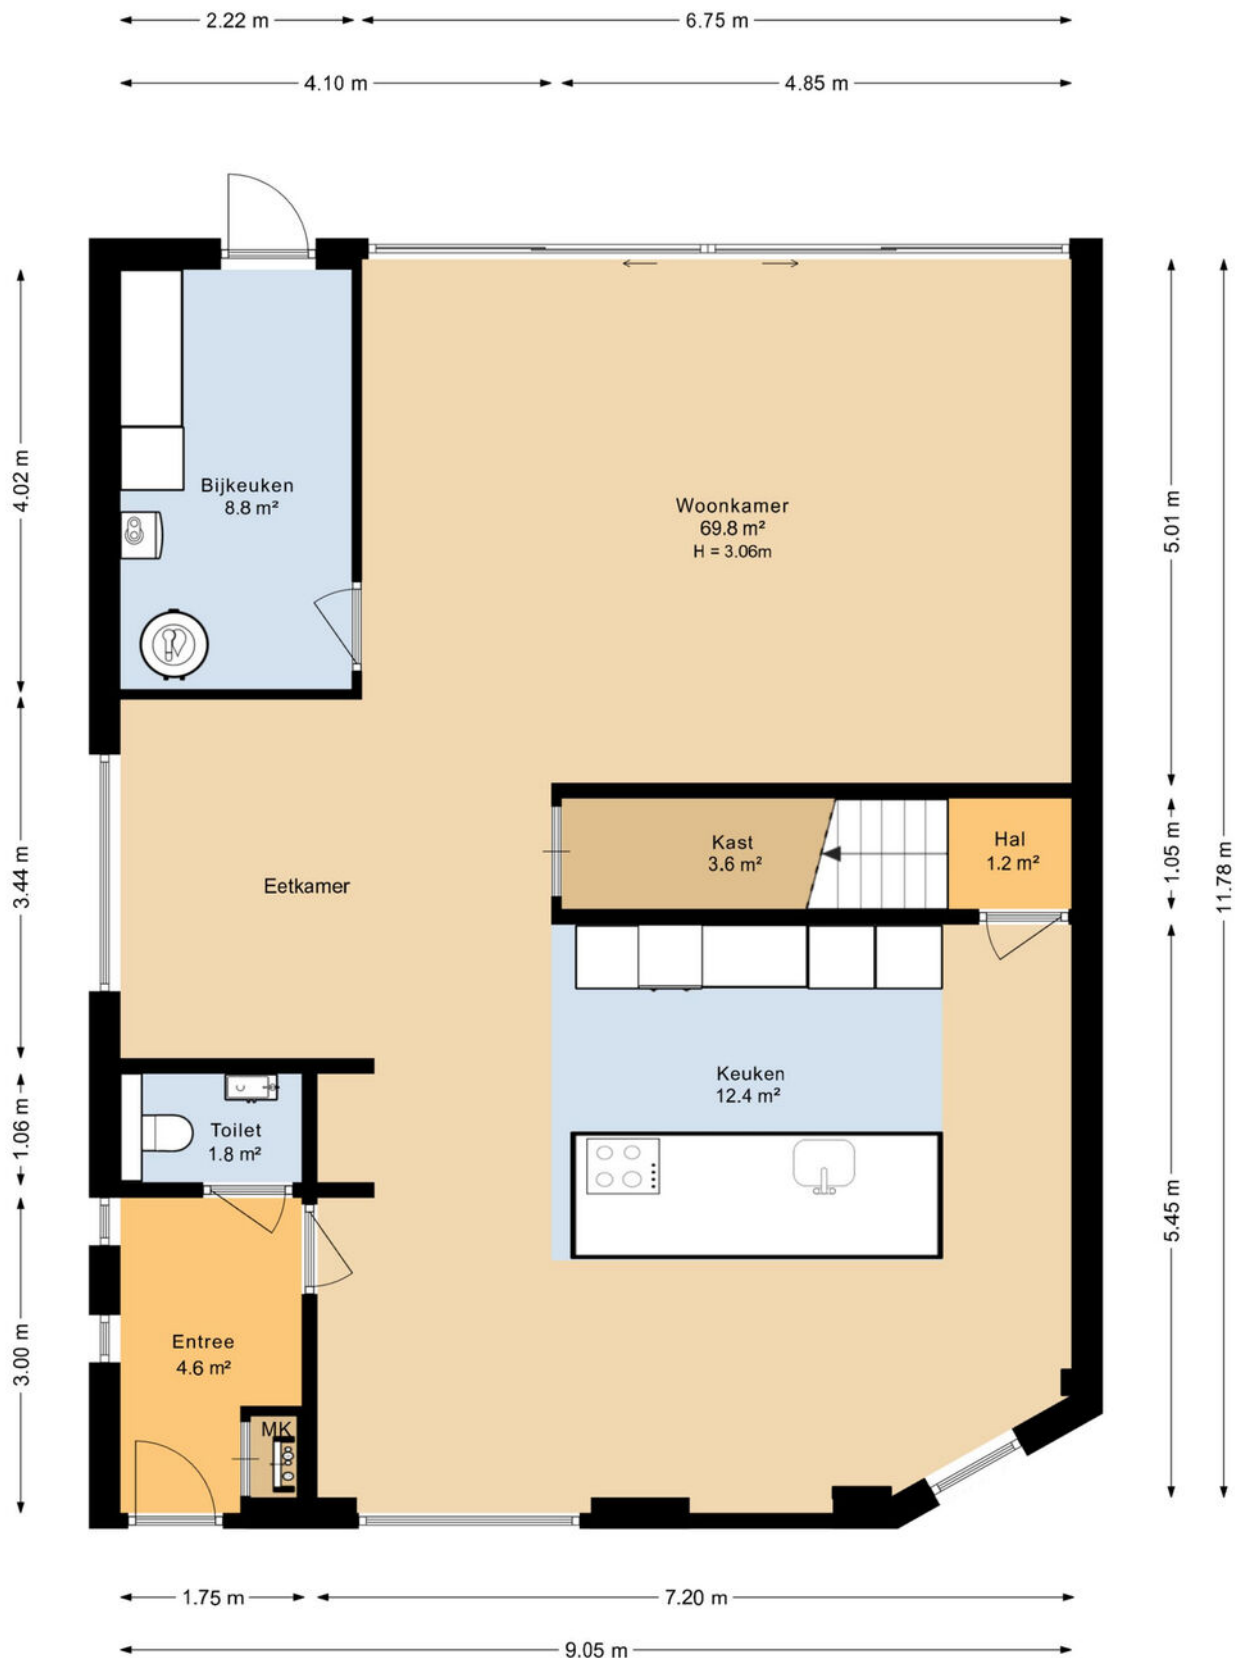 2.22 m
6.75 m
4.10 m
4.85 m
4.02 m
Bijkeuken
8.8 m²
Woonkamer
69.8 m²
H = 3.06m
5.01 m
Kast
3.6 m²
Hal
1.2 m²
1.05 m
11.78 m
3.44 m
Eetkamer
Keuken
12.4 m²
1.06 m
Toilet
1.8 m²
5.45 m
3.00 m
Entree
4.6 m²
MK
1.75 m
7.20 m
9.05 m